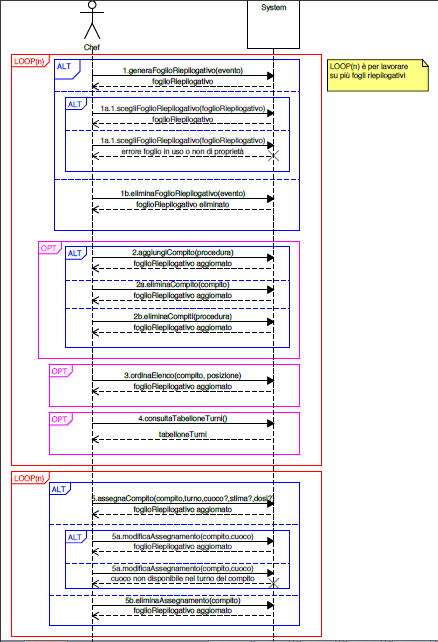 System
Chef
LOOP(n)
LOOP(n) è per lavorare
su più fogli riepilogativi
ALT
1.generaFoglioRiepilogativo(evento)
foglioRiepilogativo
ALT
1a.1.scegliFoglioRiepilogativo(foglioRiepilogativo)
foglioRiepilogativo
1a.1.scegliFoglioRiepilogativo(foglioRiepilogativo)
errore foglio in uso o non di proprietà
1b.eliminaFoglioRiepilogativo(evento)
foglioRiepilogativo eliminato
OPT
ALT
2.aggiungiCompito(procedura)
foglioRiepilogativo aggiornato
2a.eliminaCompito(compito)
foglioRiepilogativo aggiornato
2b.eliminaCompiti(procedura)
foglioRiepilogativo aggiornato
OPT
3.ordinaElenco(compito, posizione)
foglioRiepilogativo aggiornato
OPT
4.consultaTabelloneTurni()
tabelloneTurni
LOOP(n)
ALT
5.assegnaCompito(compito,turno,cuoco?,stima?,dosi?)
foglioRiepilogativo aggiornato
ALT
5a.modificaAssegnamento(compito,cuoco)
foglioRiepilogativo aggiornato
5a.modificaAssegnamento(compito,cuoco)
cuoco non disponibile nel turno del compito
5b.eliminaAssegnamento(compito)
foglioRiepilogativo aggiornato